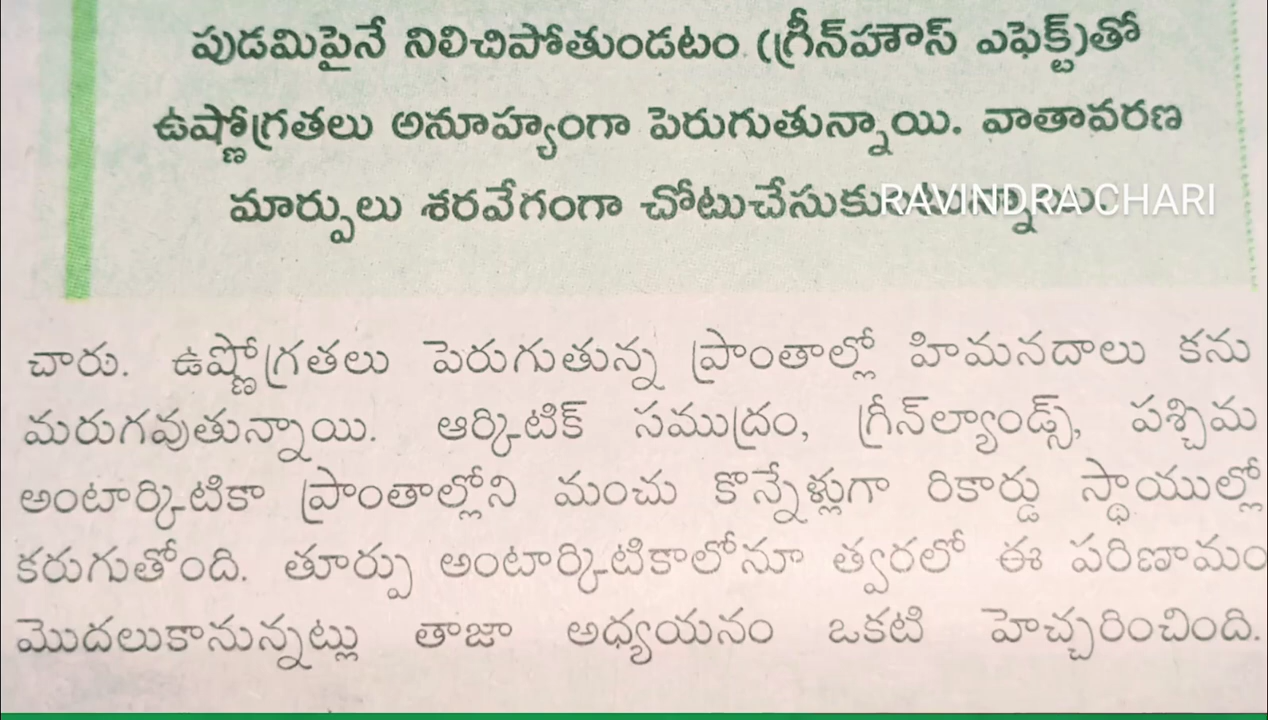 పుడమిపైనే నిలిచిపోతుండటం (గ్రీన్‌హౌస్ ఎఫెక్ట్)తో
ఉష్ణోగ్రతలు అనూహ్యంగా పెరుగుతున్నాయి. వాతావరణ
మార్పులు శరవేగంగా చోటుచేసుకుంటున్నాయి
RAVINDRA CHARI
చారు. ఉష్ణోగ్రతలు పెరుగుతున్న ప్రాంతాల్లో హిమనదాలు కను
మరుగవుతున్నాయి. ఆర్కిటిక్ సముద్రం, గ్రీన్‌ల్యాండ్స్, పశ్చిమ
అంటార్కిటికా ప్రాంతాల్లోని మంచు కొన్నేళ్లుగా రికార్డు స్థాయుల్లో
కరుగుతోంది. తూర్పు అంటార్కిటికాలోనూ త్వరలో ఈ పరిణామం
మొదలుకానున్నట్లు తాజా అధ్యయనం ఒకటి హెచ్చరించింది.